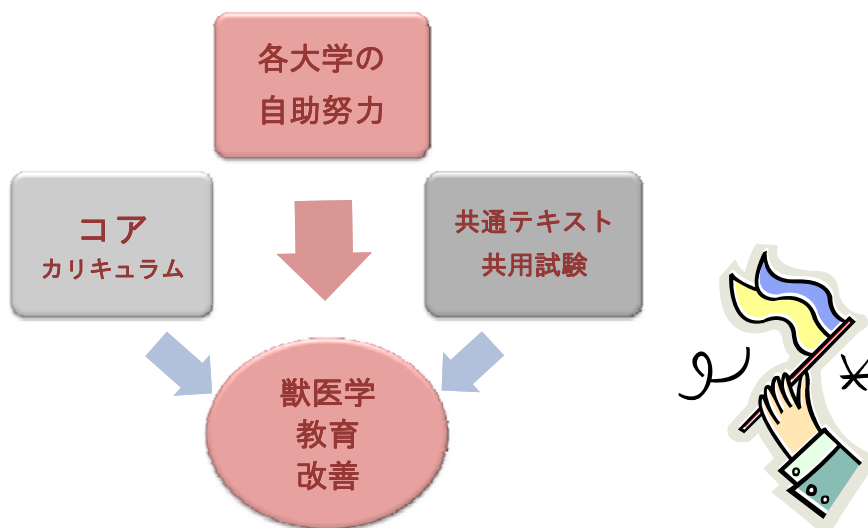 各大学の
自助努力
コア
カリキュラム
共通テキスト
共用試験
獣医学
教育
改善